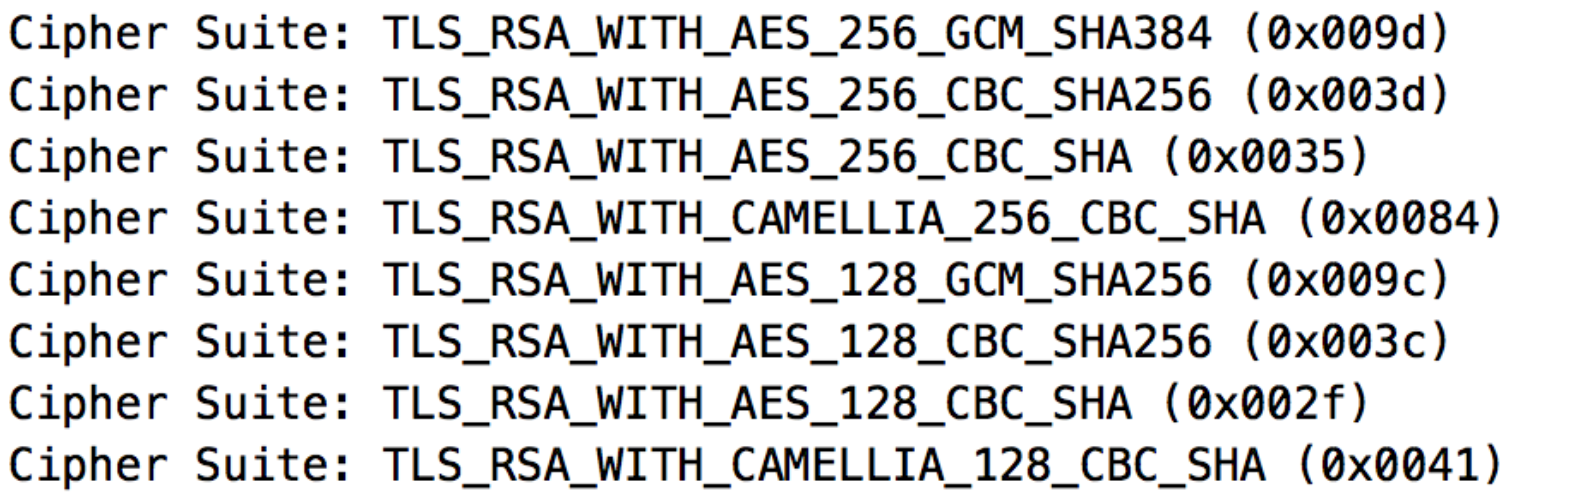 Cipher Suite: TLS_RSA_WITH_AES_256_GCM_SHA384 (0x009d)
Cipher Suite: TLS_RSA_WITH_AES_256_CBC_SHA256 (0x003d)
Cipher Suite: TLS_RSA_WITH_AES_256_CBC_SHA (0x0035)
Cipher Suite: TLS_RSA_WITH_CAMELLIA_256_CBC_SHA (0x0084)
Cipher Suite: TLS_RSA_WITH_AES_128_GCM_SHA256 (0x009c)
Cipher Suite: TLS_RSA_WITH_AES_128_CBC_SHA256 (0x003c)
Cipher Suite: TLS_RSA_WITH_AES_128_CBC_SHA (0x002f)
Cipher Suite: TLS_RSA_WITH_CAMELLIA_128_CBC_SHA (0x0041)